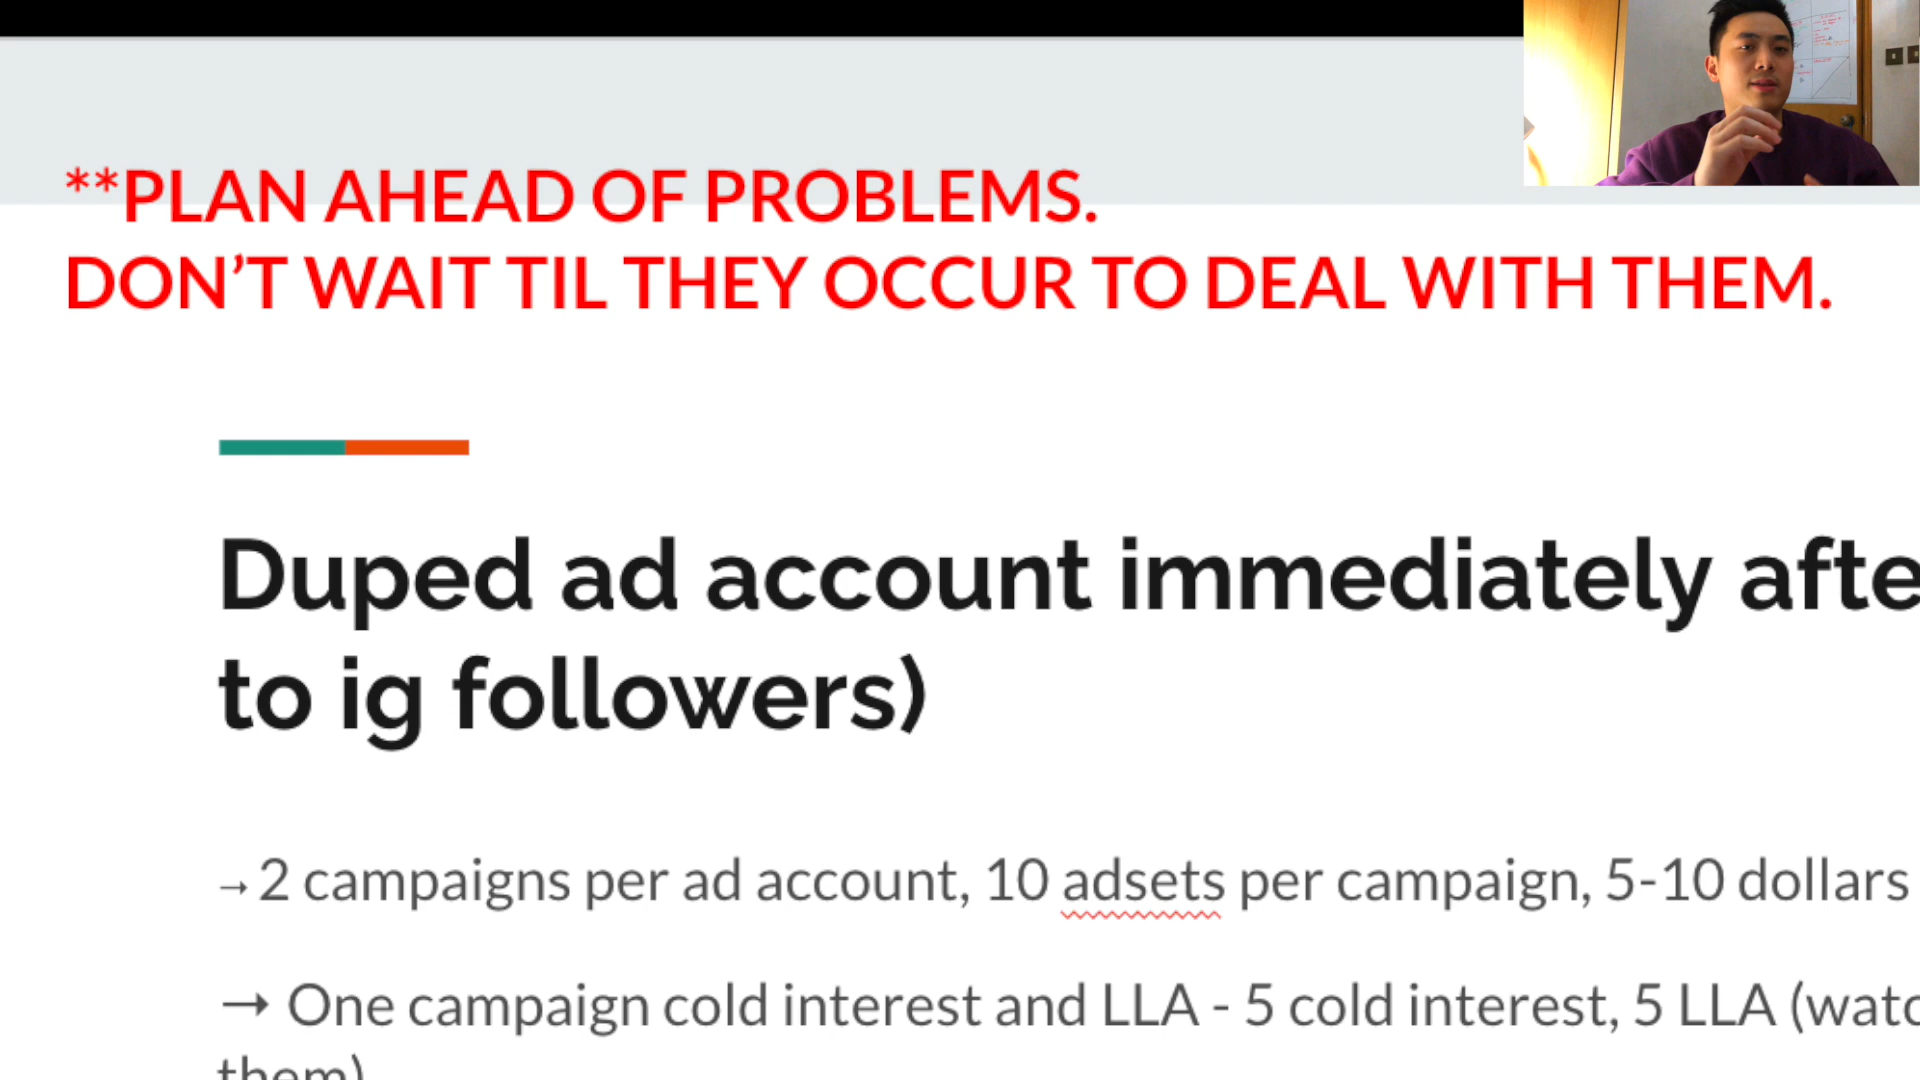 **PLAN AHEAD OF PROBLEMS.
DON’T WAIT TIL THEY OCCUR TO DEAL WITH THEM.
Duped ad account immediately afte
to ig followers)
→2 campaigns per ad account, 10 adsets per campaign, 5-10 dollars
→ One campaign cold interest and LLA - 5 cold interest, 5 LLA (watc
them)